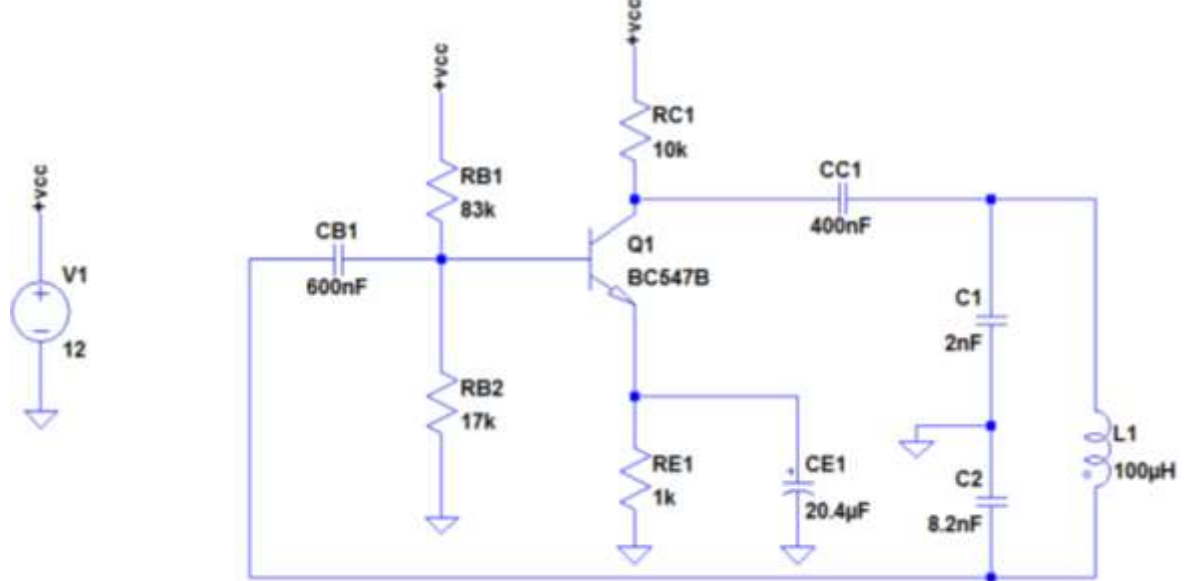 +vcc
V1
12
+vcc
RB1
83k
CB1
600nF
RB2
17k
+vcc
RC1
10k
Q1
BC547B
RE1
1k
CE1
20.4µF
CC1
400nF
C1
2nF
C2
8.2nF
L1
100µH